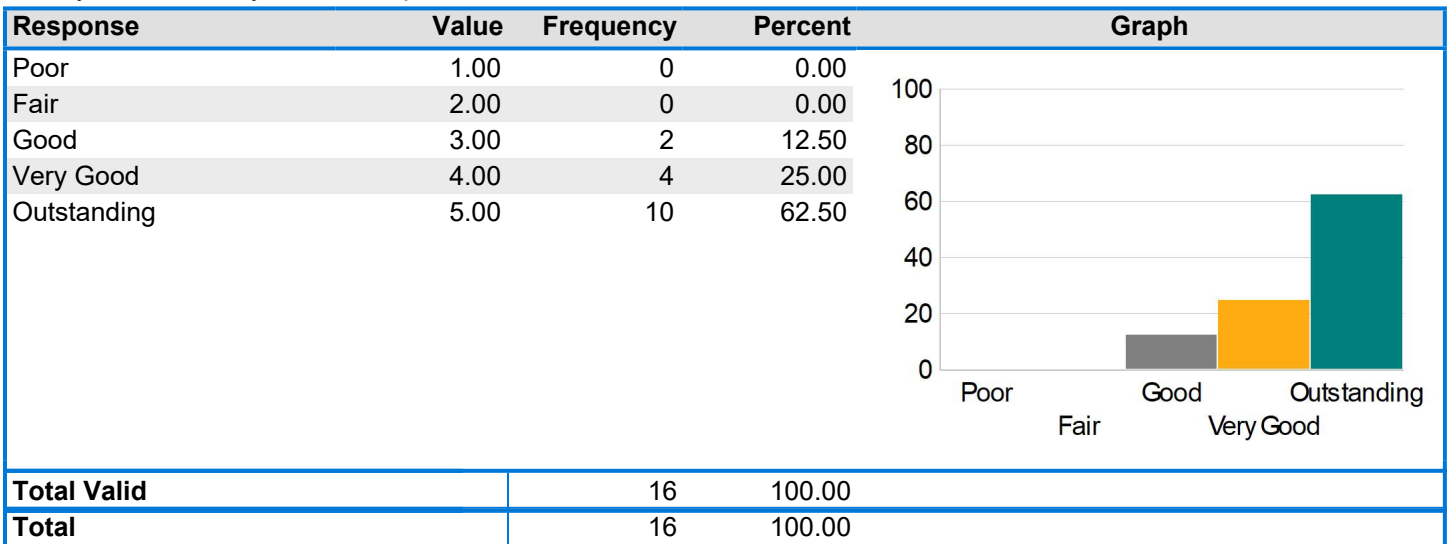 Response Value Frequency Percent Graph
Poor 1.00 0 0.00
Fair 2.00 0 0.00
Good 3.00 2 12.50
Very Good 4.00 4 25.00
Outstanding 5.00 10 62.50
100
80
60
40
20
0
Poor Good Outstanding
Fair Very Good
Total Valid 16 100.00
Total 16 100.00